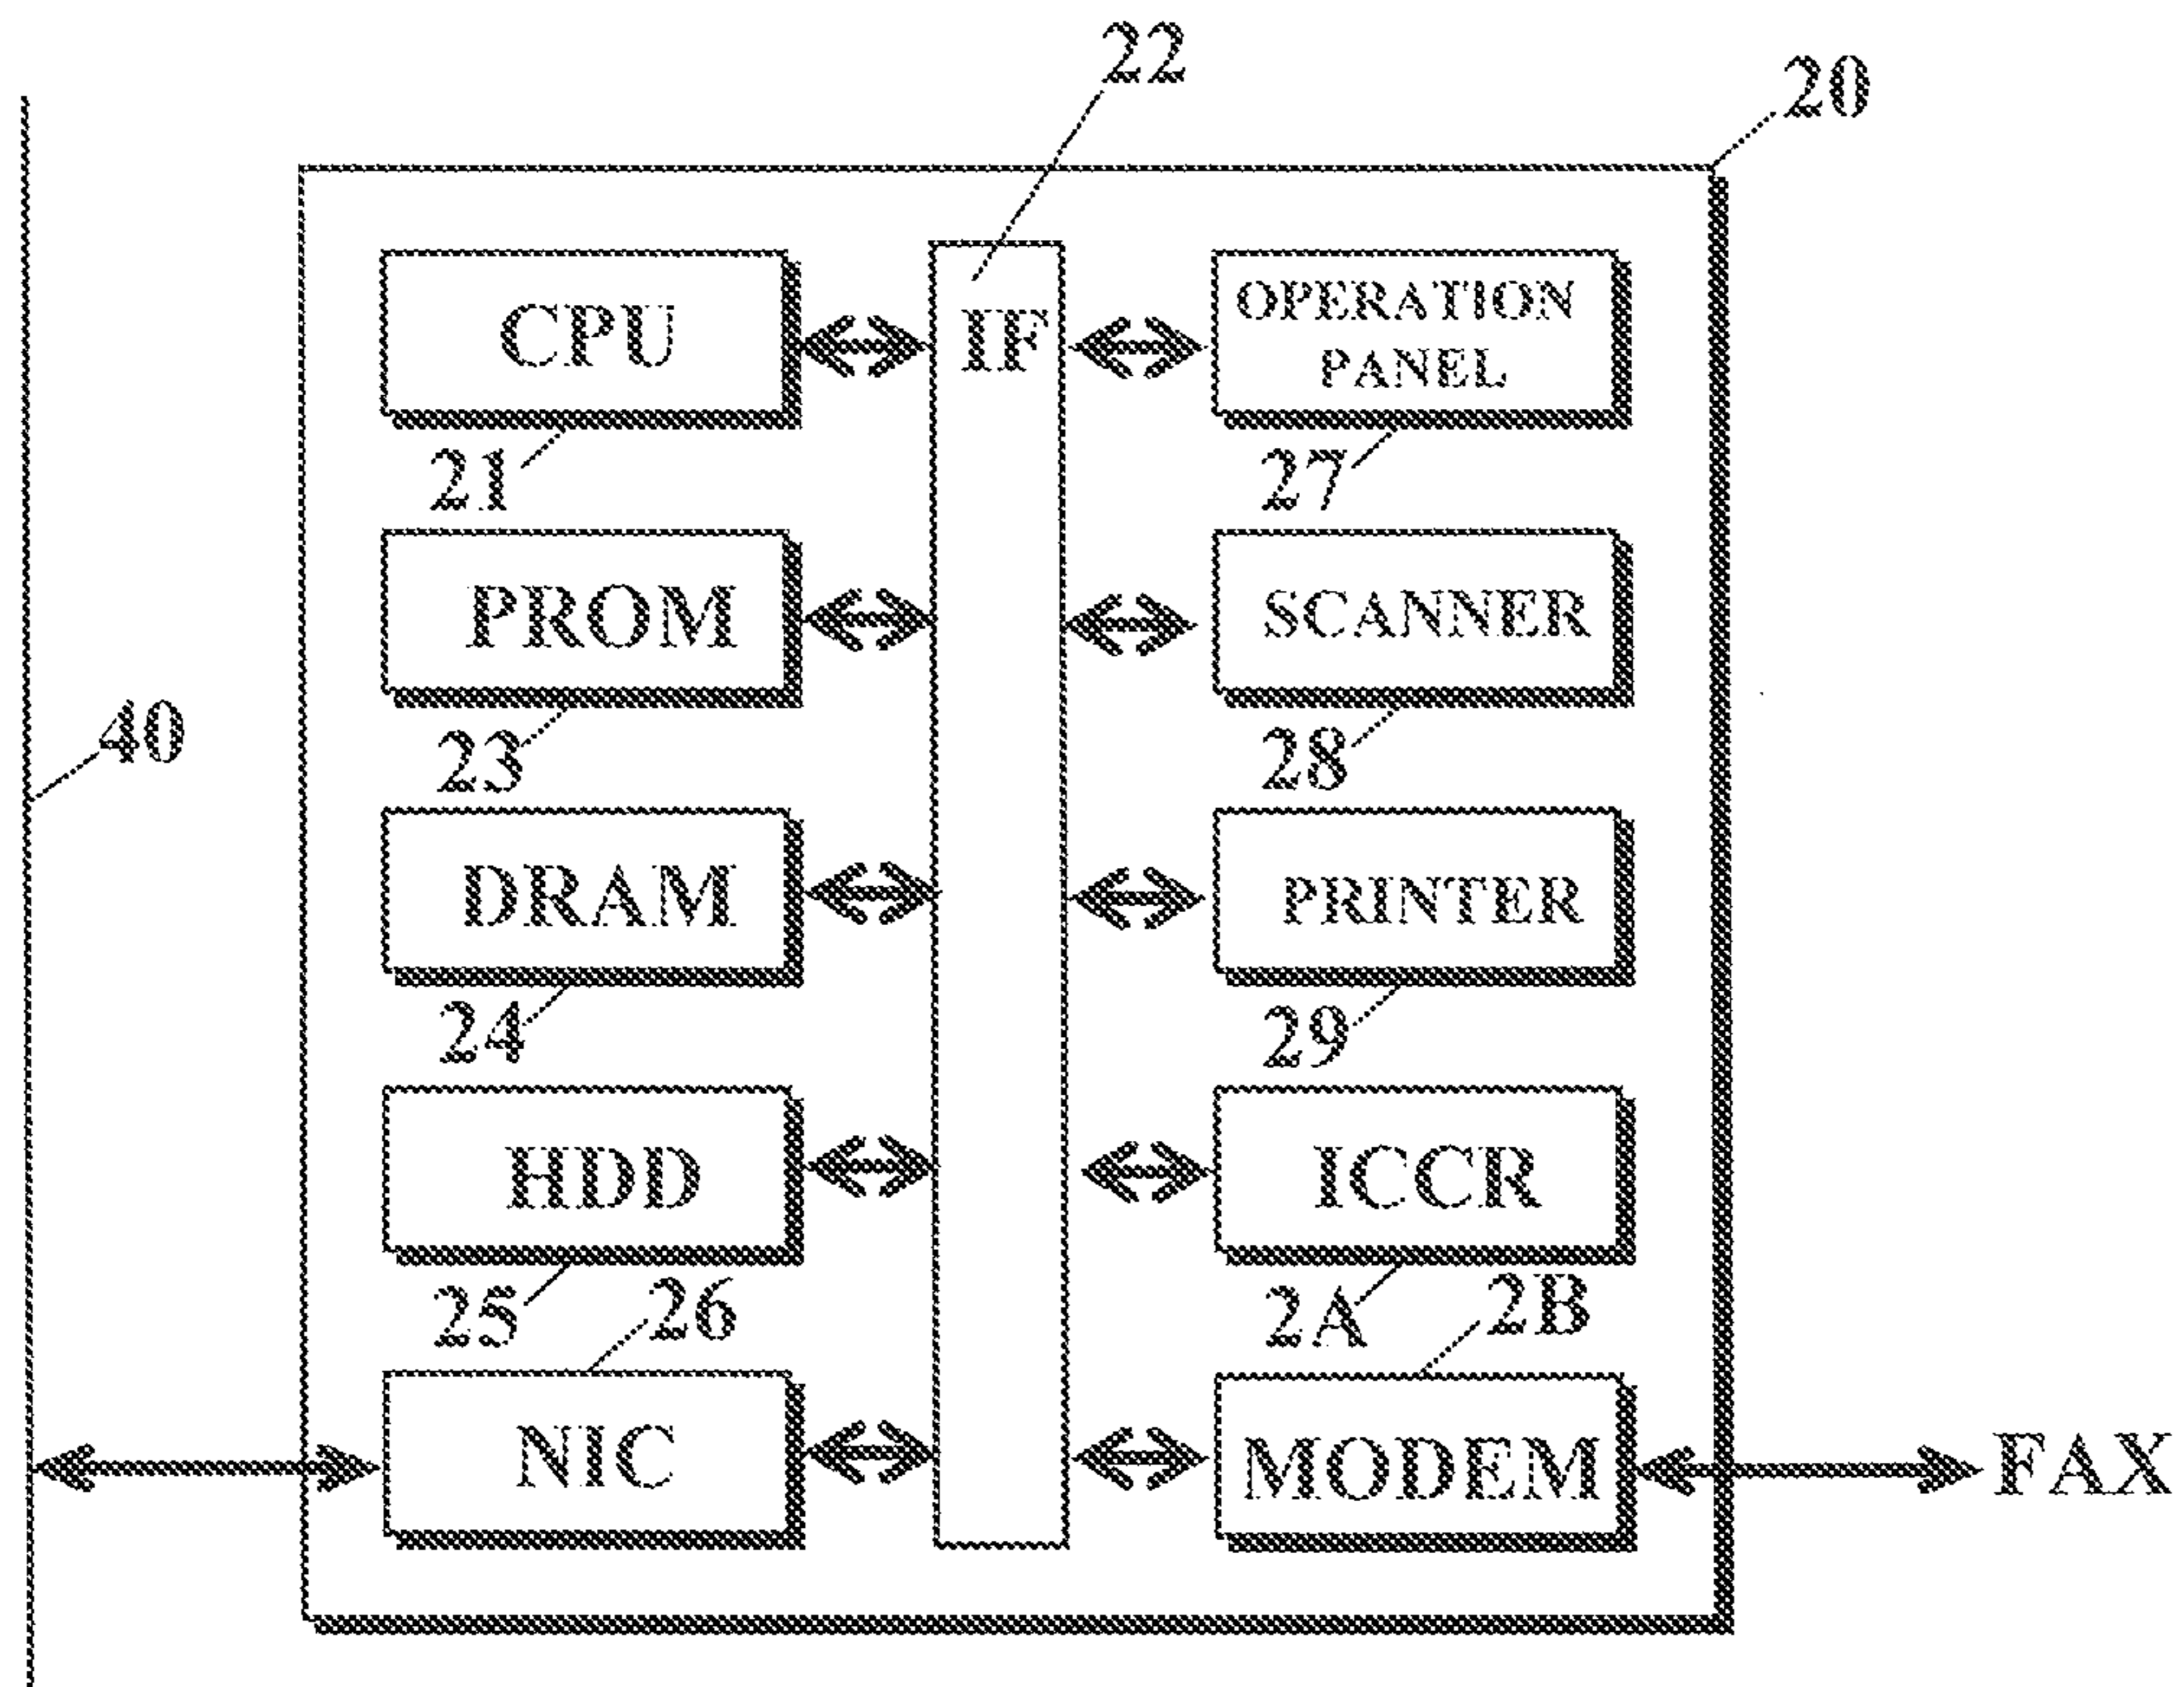 22
20
CPU
IF
OPERATION
PANEL
21
27
PROM
SCANNER
40
23
28
DRAM
PRINTER
24
29
HDD
ICCR
25
26
2A
2B
NIC
MODEM
FAX